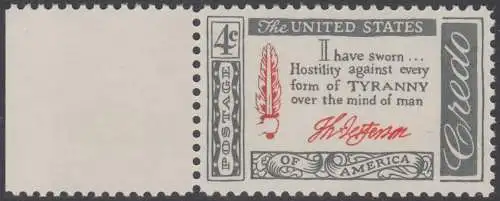 4c
POSTAGE
The UNITED STATES
I have sworn ...
Hostility against every
form of TYRANNY
over the mind of man
Th Jefferson
OF AMERICA
Credo